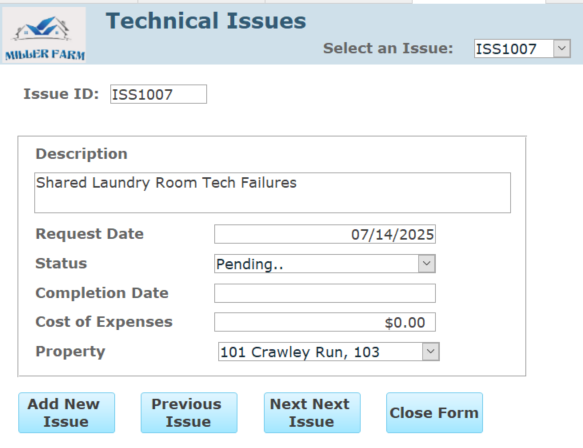 Technical Issues
MILLER FARM
Select an Issue: ISS1007
Issue ID: ISS1007
Description
Shared Laundry Room Tech Failures
Request Date 07/14/2025
Status Pending..
Completion Date
Cost of Expenses $0.00
Property 101 Crawley Run, 103
Add New
Issue
Previous
Issue
Next Next
Issue
Close Form